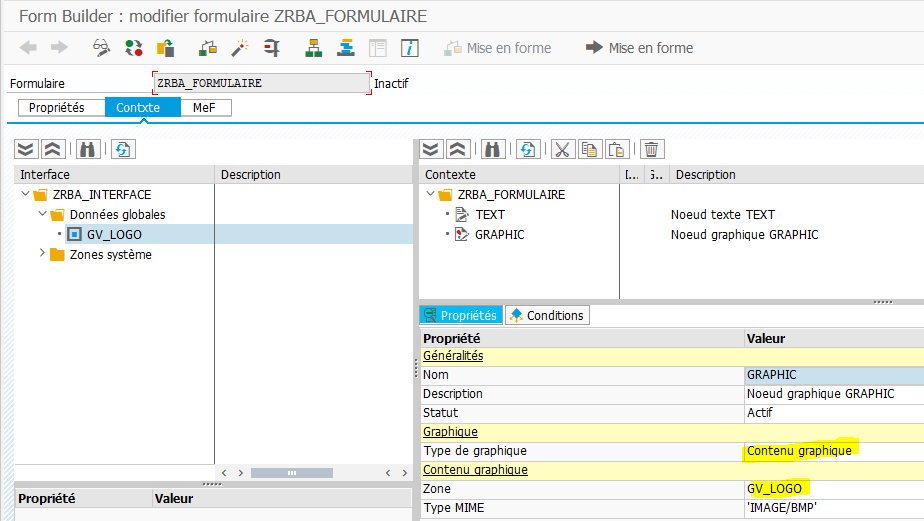 Form Builder : modifier formulaire ZRBA_FORMULAIRE
Mise en forme Mise en forme
Formulaire ZRBA_FORMULAIRE Inactif
Propriétés Contxte MeF
Interface Description
ZRBA_INTERFACE
Données globales
GV_LOGO
Zones système
Contexte I... G.. Description
ZRBA_FORMULAIRE
TEXT Noeud texte TEXT
GRAPHIC Noeud graphique GRAPHIC
Propriétés Conditions
Propriété Valeur
Généralités
Nom GRAPHIC
Description Noeud graphique GRAPHIC
Statut Actif
Graphique
Type de graphique Contenu graphique
Contenu graphique
Zone GV_LOGO
Type MIME 'IMAGE/BMP'
Propriété Valeur